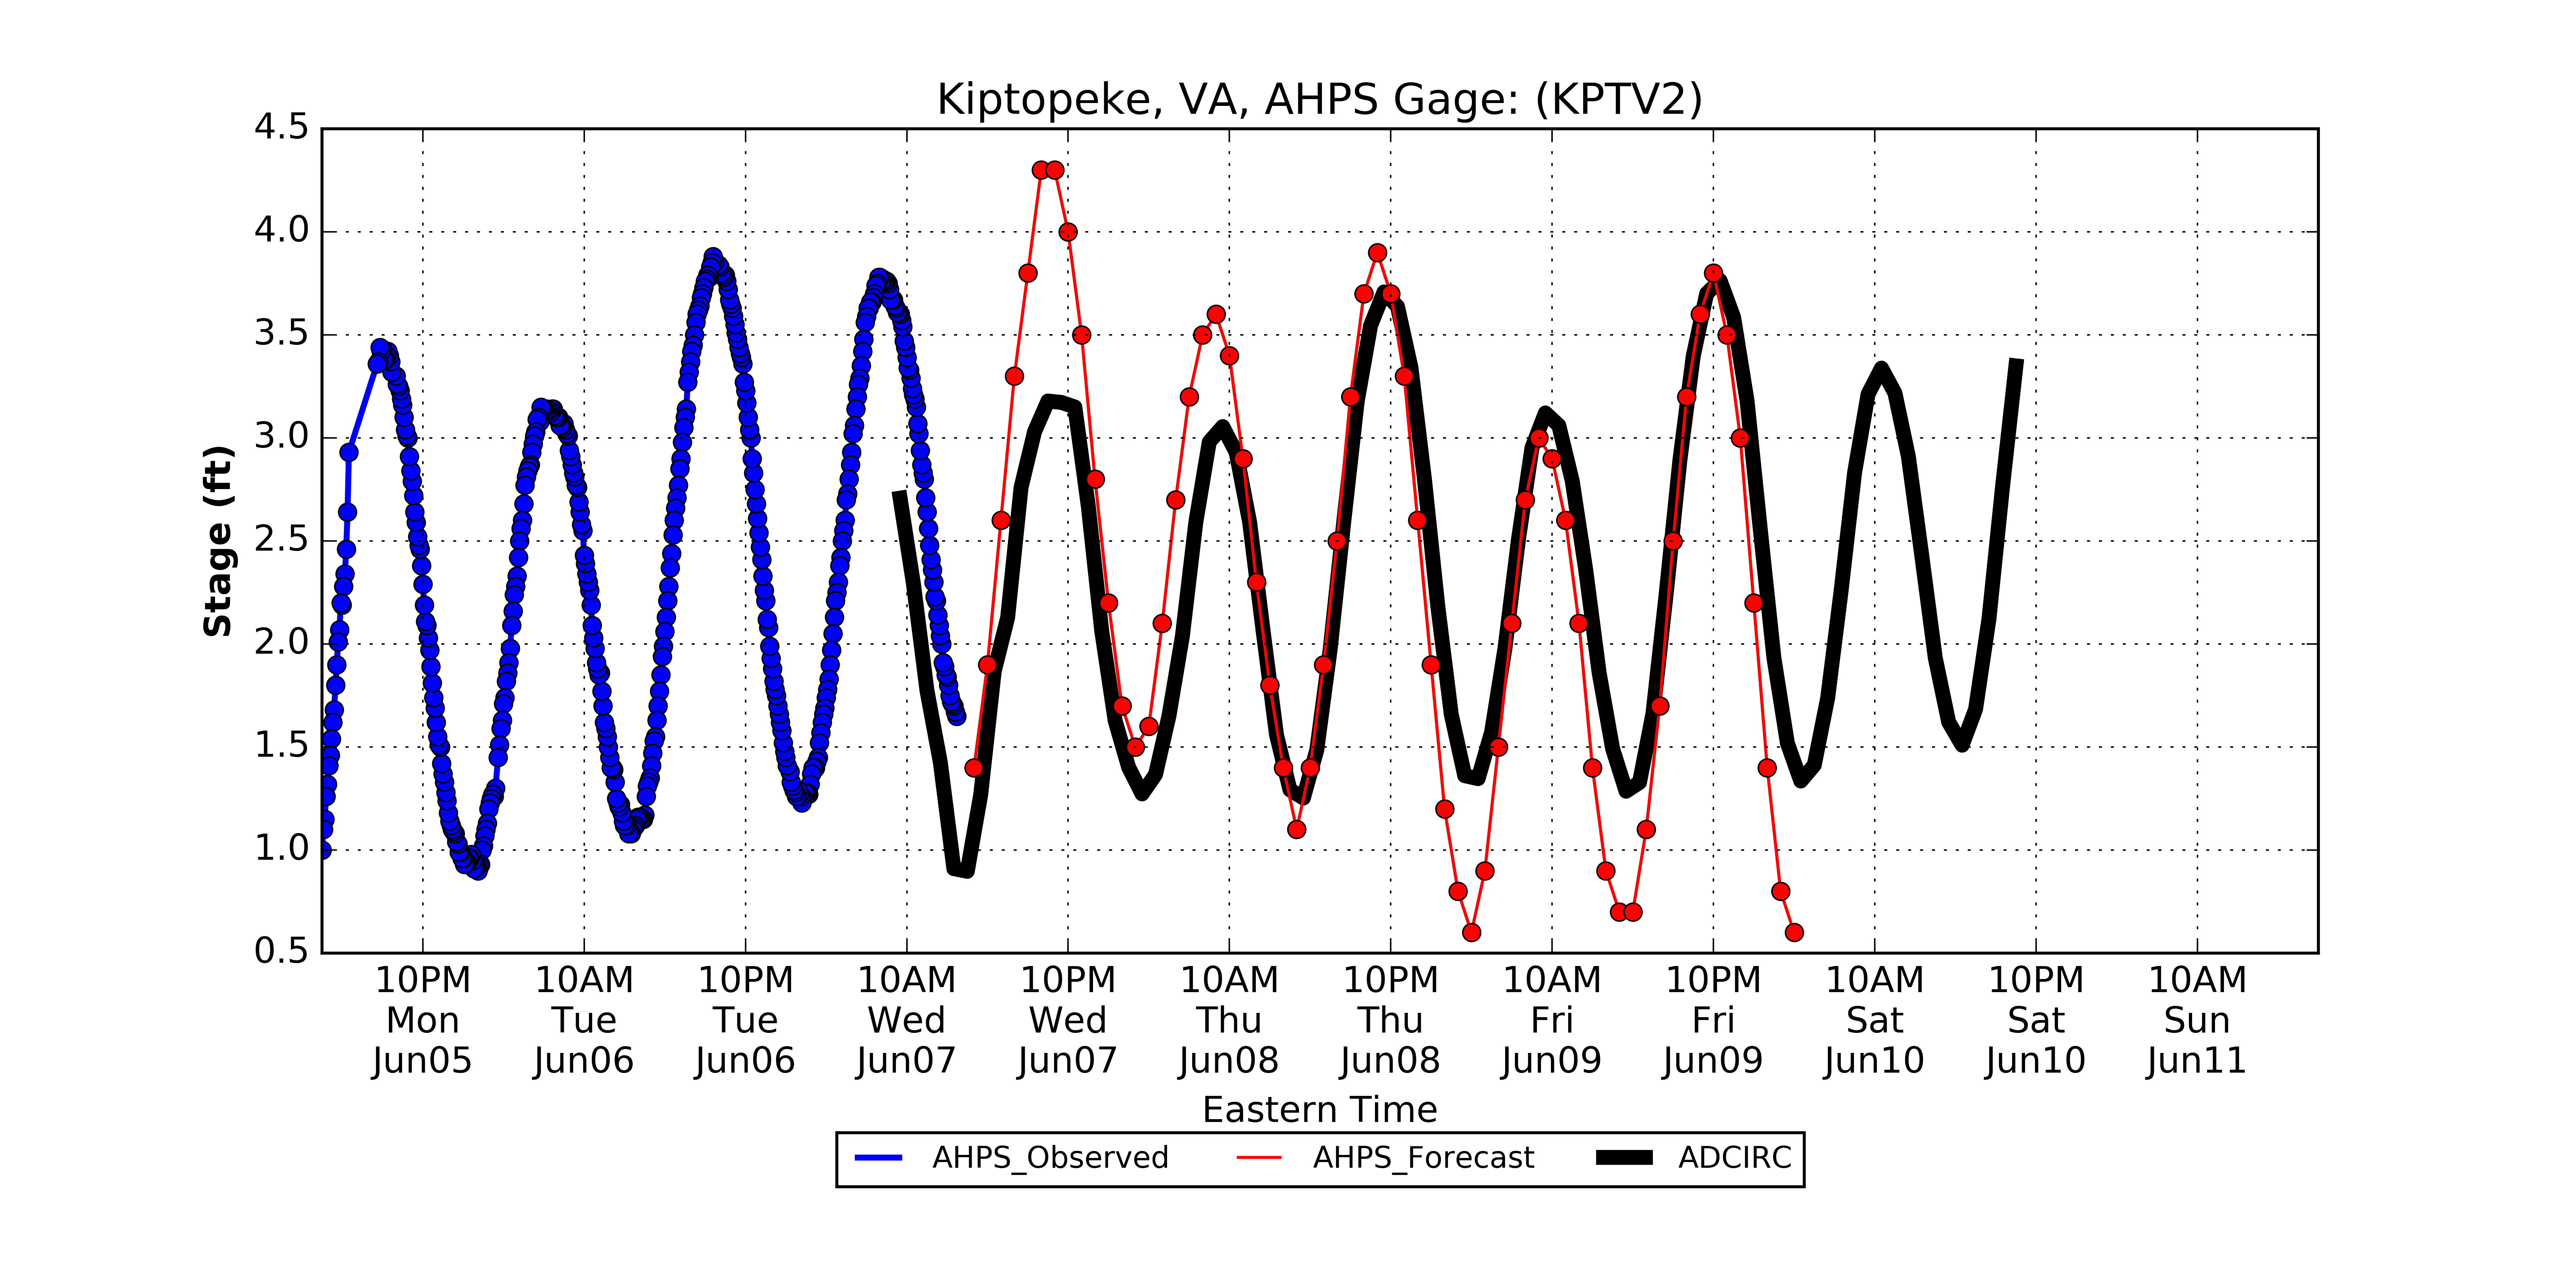 Kiptopeke, VA, AHPS Gage: (KPTV2)
4.5
4.0
3.5
3.0
2.5
2.0
1.5
1.0
0.5
Stage (ft)
10PM 10AM 10PM 10AM 10PM 10AM 10PM 10AM 10PM 10AM 10PM 10AM
Mon Tue Tue Wed Wed Thu Thu Fri Fri Sat Sat Sun
Jun05 Jun06 Jun06 Jun07 Jun07 Jun08 Jun08 Jun09 Jun09 Jun10 Jun10 Jun11
Eastern Time
AHPS_Observed AHPS_Forecast ADCIRC